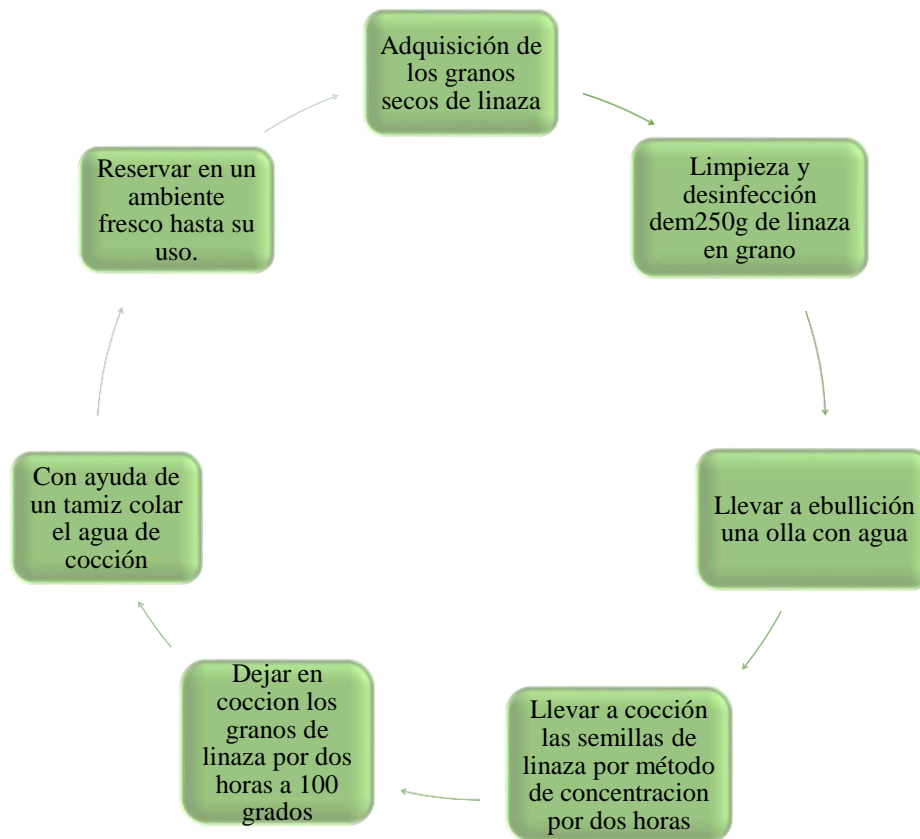 Adquisición de
los granos
secos de linaza
Limpieza y
desinfección
dem250g de linaza
en grano
Llevar a ebullición
una olla con agua
Llevar a cocción
las semillas de
linaza por método
de concentracion
por dos horas
Dejar en
coccion los
granos de
linaza por dos
horas a 100
grados
Con ayuda de
un tamiz colar
el agua de
cocción
Reservar en un
ambiente
fresco hasta su
uso.